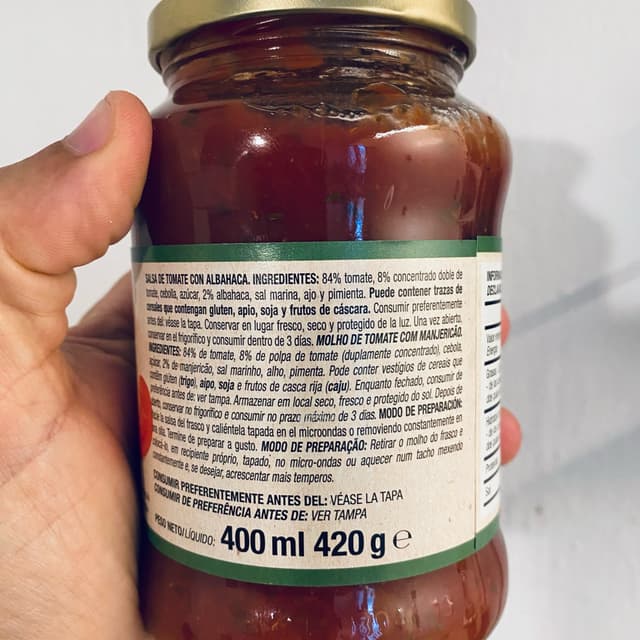 SALSA DE TOMATE CON ALBAHACA. INGREDIENTES: 84% tomate, 8% concentrado doble de
tomate, cebolla, azúcar, 2% albahaca, sal marina, ajo y pimienta. Puede contener trazas de
cereales que contengan gluten, apio, soja y frutos de cáscara. Consumir preferentemente
antes del: véase la tapa. Conservar en lugar fresco, seco y protegido de la luz. Una vez abierto,
conservar en el frigorífico y consumir dentro de 3 días. MOLHO DE TOMATE COM MANJERICÃO.
INGREDIENTES: 84% de tomate, 8% de polpa de tomate (duplamente concentrado), cebola,
açúcar, 2% de manjericão, sal marinho, alho, pimenta. Pode conter vestígios de cereais que
contêm glúten (trigo), aipo, soja e frutos de casca rija (caju). Enquanto fechado, consumir de
preferência antes de: ver tampa. Armazenar em local seco, fresco e protegido do sol. Depois de
aberto, conservar no frigorífico e consumir no prazo máximo de 3 dias. MODO DE PREPARACIÓN:
la salsa del frasco y caliéntela tapada en el microondas o removiendo constantemente en
Termine de preparar a gusto. MODO DE PREPARAÇÃO: Retirar o molho do frasco e
colocá-lo, em recipiente próprio, tapado, no micro-ondas ou aquecer num tacho mexendo
constantemente e, se desejar, acrescentar mais temperos.
CONSUMIR PREFERENTEMENTE ANTES DEL: VÉASE LA TAPA
CONSUMIR DE PREFERÊNCIA ANTES DE: VER TAMPA
PESO NETO/LÍQUIDO: 400 ml 420 g e